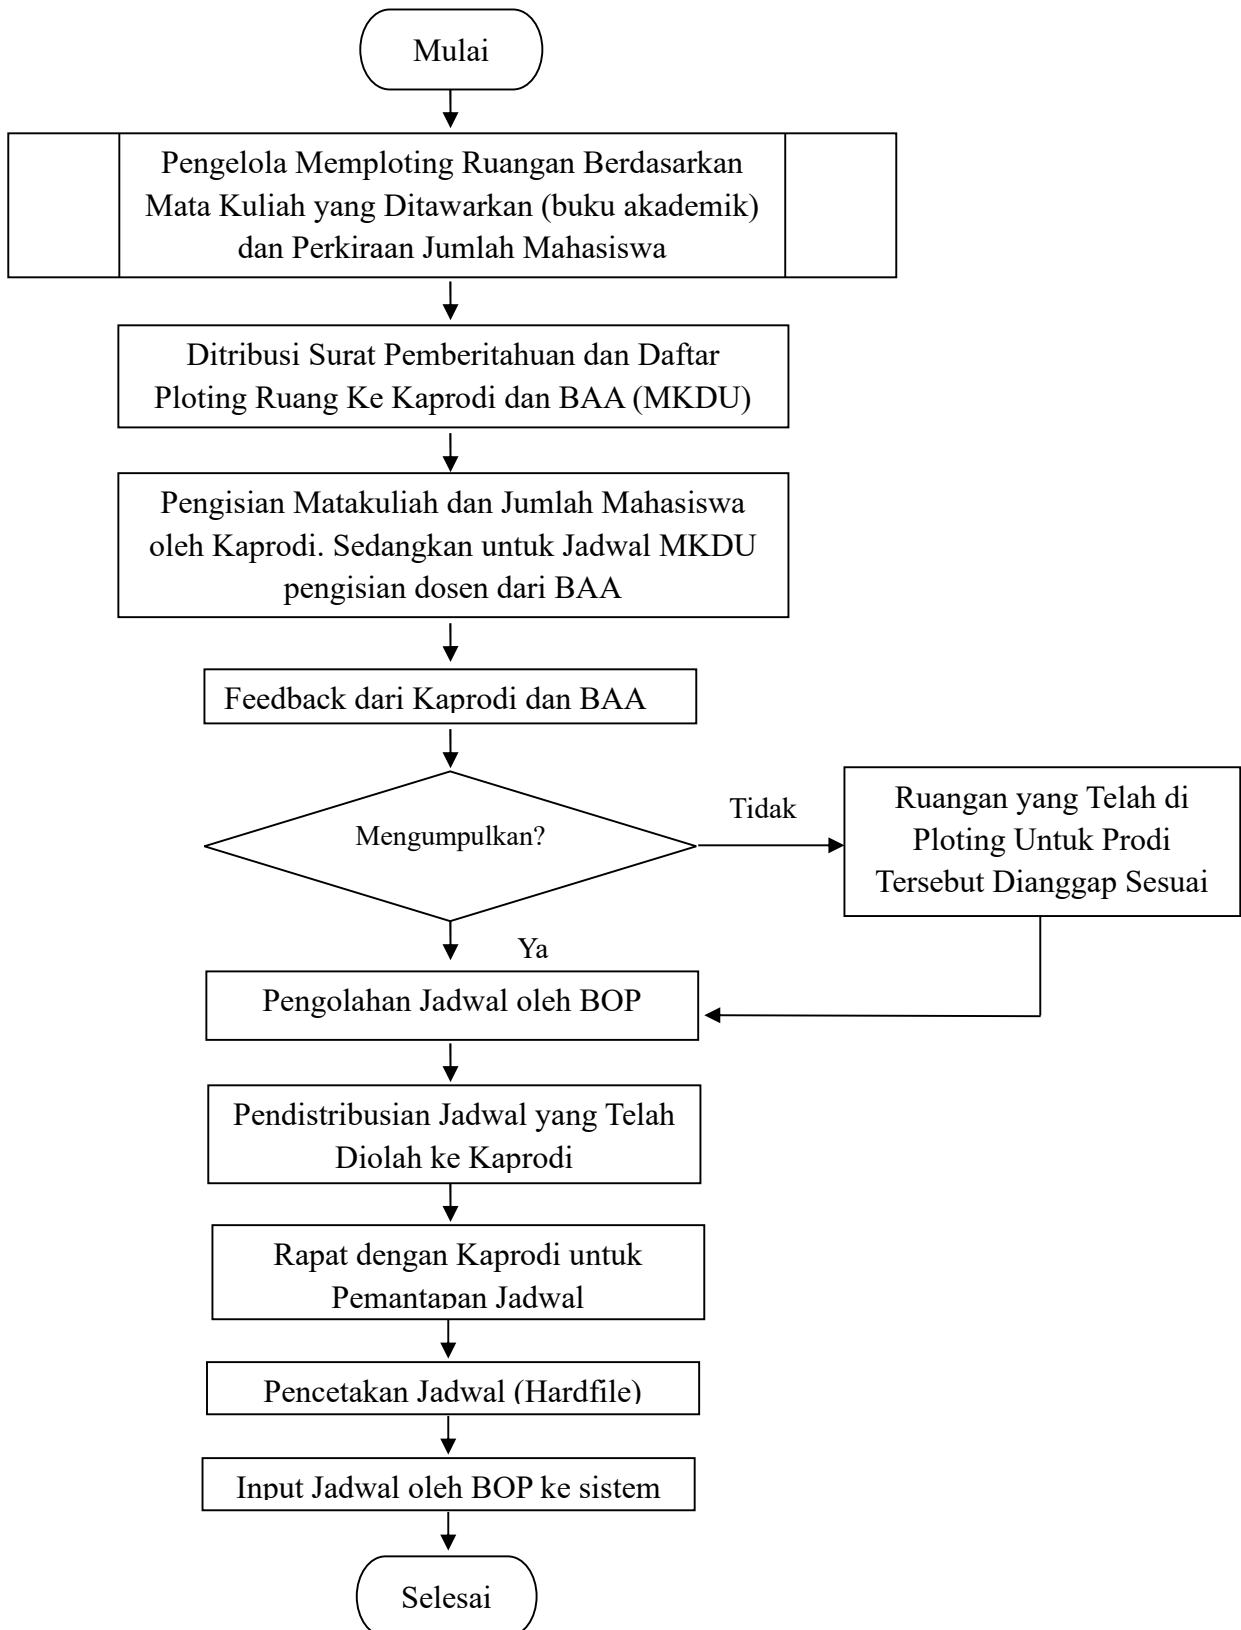 Mulai
Pengelola Memploting Ruangan Berdasarkan
Mata Kuliah yang Ditawarkan (buku akademik)
dan Perkiraan Jumlah Mahasiswa
Ditribusi Surat Pemberitahuan dan Daftar
Ploting Ruang Ke Kaprodi dan BAA (MKDU)
Pengisian Matakuliah dan Jumlah Mahasiswa
oleh Kaprodi. Sedangkan untuk Jadwal MKDU
pengisian dosen dari BAA
Feedback dari Kaprodi dan BAA
Mengumpulkan?
Tidak
Ruangan yang Telah di
Ploting Untuk Prodi
Tersebut Dianggap Sesuai
Ya
Pengolahan Jadwal oleh BOP
Pendistribusian Jadwal yang Telah
Diolah ke Kaprodi
Rapat dengan Kaprodi untuk
Pemantapan Jadwal
Pencetakan Jadwal (Hardfile)
Input Jadwal oleh BOP ke sistem
Selesai